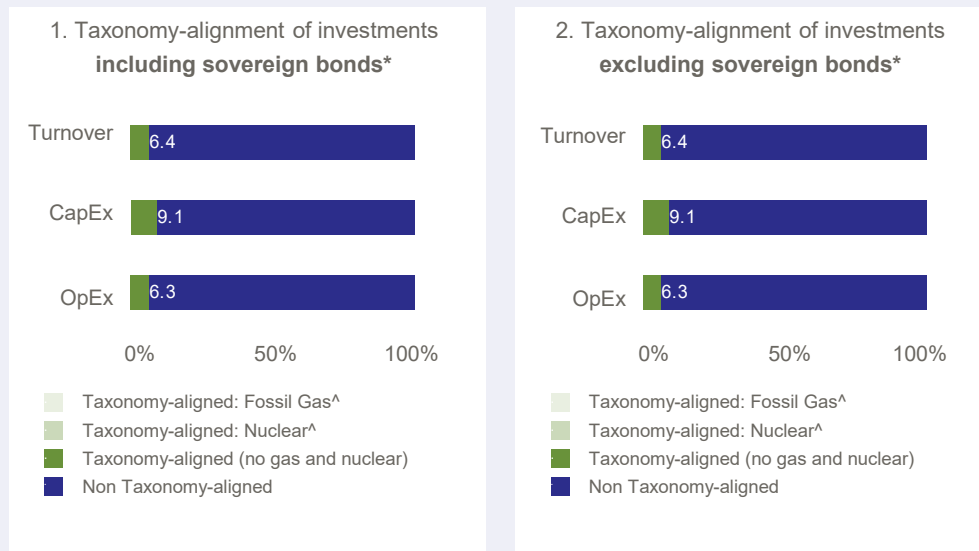 1. Taxonomy-alignment of investments
including sovereign bonds*
Turnover
6.4
CapEx
9.1
OpEx
6.3
0% 50% 100%
Taxonomy-aligned: Fossil Gas^
Taxonomy-aligned: Nuclear^
Taxonomy-aligned (no gas and nuclear)
Non Taxonomy-aligned
2. Taxonomy-alignment of investments
excluding sovereign bonds*
Turnover
6.4
CapEx
9.1
OpEx
6.3
0% 50% 100%
Taxonomy-aligned: Fossil Gas^
Taxonomy-aligned: Nuclear^
Taxonomy-aligned (no gas and nuclear)
Non Taxonomy-aligned